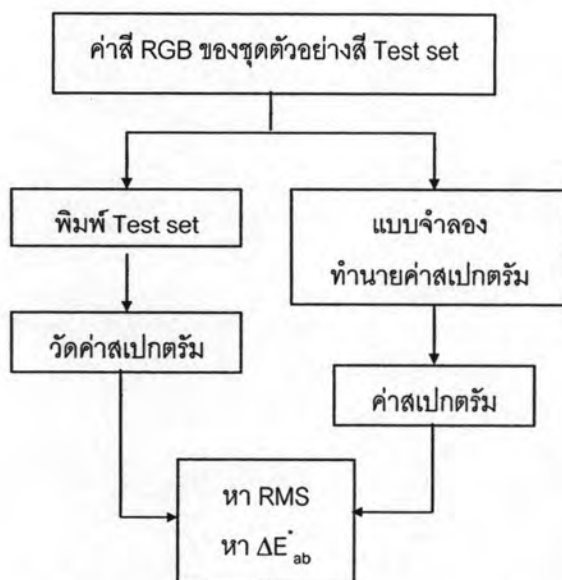 ค่าสี RGB ของชุดตัวอย่างสี Test set
พิมพ์ Test set
แบบจำลอง
ทำนายค่าสเปกตรัม
วัดค่าสเปกตรัม
ค่าสเปกตรัม
หา RMS
หา ΔE*ab